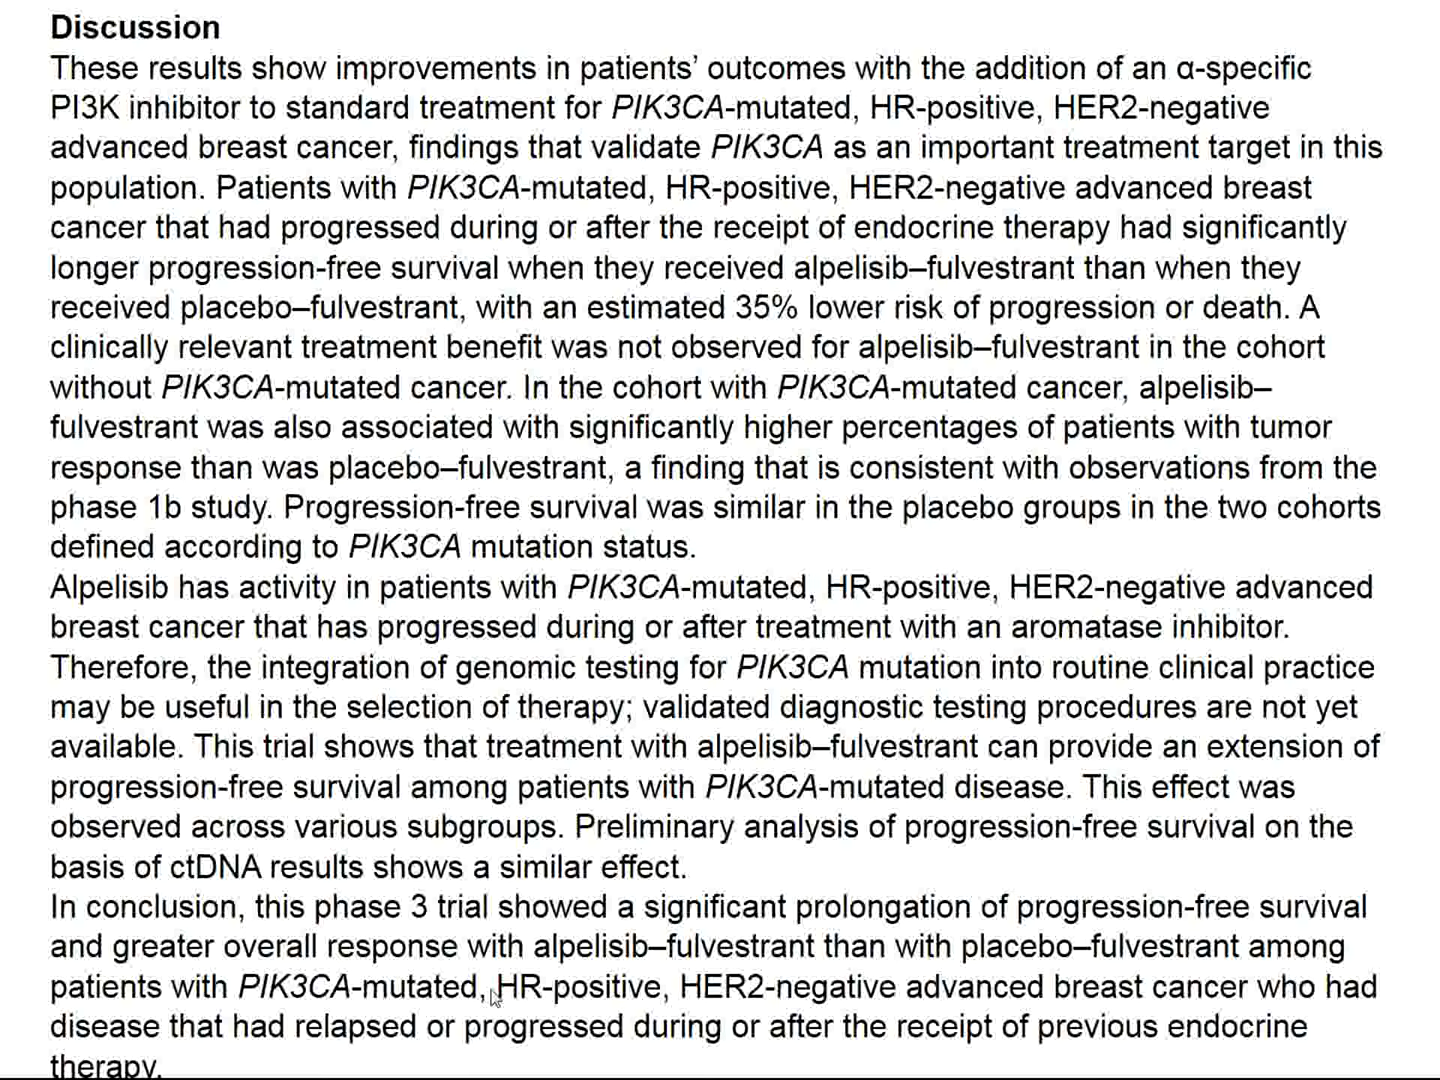 Discussion
These results show improvements in patients’ outcomes with the addition of an α-specific
PI3K inhibitor to standard treatment for PIK3CA-mutated, HR-positive, HER2-negative
advanced breast cancer, findings that validate PIK3CA as an important treatment target in this
population. Patients with PIK3CA-mutated, HR-positive, HER2-negative advanced breast
cancer that had progressed during or after the receipt of endocrine therapy had significantly
longer progression-free survival when they received alpelisib–fulvestrant than when they
received placebo–fulvestrant, with an estimated 35% lower risk of progression or death. A
clinically relevant treatment benefit was not observed for alpelisib–fulvestrant in the cohort
without PIK3CA-mutated cancer. In the cohort with PIK3CA-mutated cancer, alpelisib–
fulvestrant was also associated with significantly higher percentages of patients with tumor
response than was placebo–fulvestrant, a finding that is consistent with observations from the
phase 1b study. Progression-free survival was similar in the placebo groups in the two cohorts
defined according to PIK3CA mutation status.
Alpelisib has activity in patients with PIK3CA-mutated, HR-positive, HER2-negative advanced
breast cancer that has progressed during or after treatment with an aromatase inhibitor.
Therefore, the integration of genomic testing for PIK3CA mutation into routine clinical practice
may be useful in the selection of therapy; validated diagnostic testing procedures are not yet
available. This trial shows that treatment with alpelisib–fulvestrant can provide an extension of
progression-free survival among patients with PIK3CA-mutated disease. This effect was
observed across various subgroups. Preliminary analysis of progression-free survival on the
basis of ctDNA results shows a similar effect.
In conclusion, this phase 3 trial showed a significant prolongation of progression-free survival
and greater overall response with alpelisib–fulvestrant than with placebo–fulvestrant among
patients with PIK3CA-mutated, HR-positive, HER2-negative advanced breast cancer who had
disease that had relapsed or progressed during or after the receipt of previous endocrine
therapy.